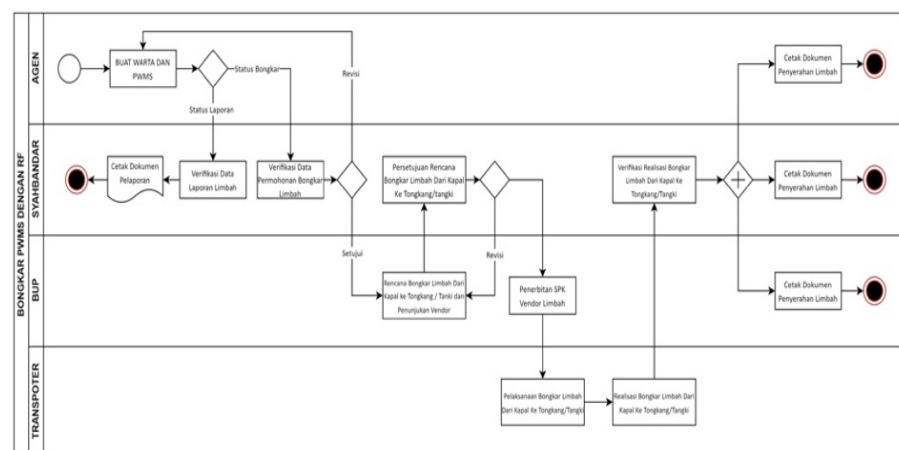 BONGKAR PWMS DENGAN RF
AGEN
BUAT WARTA DAN
PWMS
Status Bongkar
Status Laporan
Revisi
Cetak Dokumen
Penyerahan Limbah
SYAHBANDAR
Cetak Dokumen
Pelaporan
Verifikasi Data
Laporan Limbah
Verifikasi Data
Permohonan Bongkar
Limbah
Persetujuan Rencana
Bongkar Limbah Dari Kapal
Ke Tongkang/tangki
Verifikasi Realisasi Bongkar
Limbah Dari Kapal Ke
Tongkang/Tangki
Cetak Dokumen
Penyerahan Limbah
BUP
Setujui
Rencana Bongkar Limbah Dari
Kapal ke Tongkang / Tanki dan
Penunjukan Vendor
Revisi
Penerbitan SPK
Vendor Limbah
Cetak Dokumen
Penyerahan Limbah
TRANSPOTER
Pelaksanaan Bongkar Limbah
Dari Kapal Ke Tongkang/Tangki
Realisasi Bongkar Limbah Dari
Kapal Ke Tongkang/Tangki